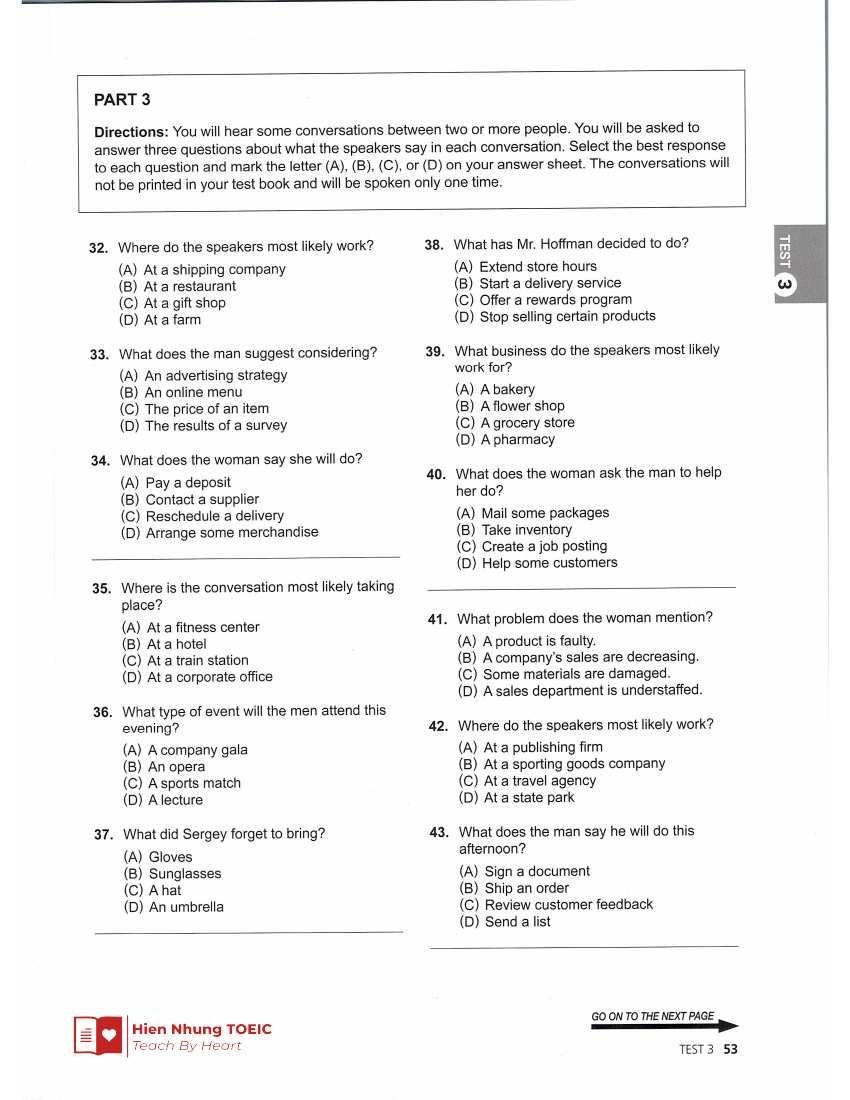 PART 3
Directions: You will hear some conversations between two or more people. You will be asked to
answer three questions about what the speakers say in each conversation. Select the best response
to each question and mark the letter (A), (B), (C), or (D) on your answer sheet. The conversations will
not be printed in your test book and will be spoken only one time.
32. Where do the speakers most likely work?
(A) At a shipping company
(B) At a restaurant
(C) At a gift shop
(D) At a farm
33. What does the man suggest considering?
(A) An advertising strategy
(B) An online menu
(C) The price of an item
(D) The results of a survey
34. What does the woman say she will do?
(A) Pay a deposit
(B) Contact a supplier
(C) Reschedule a delivery
(D) Arrange some merchandise
35. Where is the conversation most likely taking
place?
(A) At a fitness center
(B) At a hotel
(C) At a train station
(D) At a corporate office
36. What type of event will the men attend this
evening?
(A) A company gala
(B) An opera
(C) A sports match
(D) A lecture
37. What did Sergey forget to bring?
(A) Gloves
(B) Sunglasses
(C) A hat
(D) An umbrella
38. What has Mr. Hoffman decided to do?
(A) Extend store hours
(B) Start a delivery service
(C) Offer a rewards program
(D) Stop selling certain products
39. What business do the speakers most likely
work for?
(A) A bakery
(B) A flower shop
(C) A grocery store
(D) A pharmacy
40. What does the woman ask the man to help
her do?
(A) Mail some packages
(B) Take inventory
(C) Create a job posting
(D) Help some customers
41. What problem does the woman mention?
(A) A product is faulty.
(B) A company's sales are decreasing.
(C) Some materials are damaged.
(D) A sales department is understaffed.
42. Where do the speakers most likely work?
(A) At a publishing firm
(B) At a sporting goods company
(C) At a travel agency
(D) At a state park
43. What does the man say he will do this
afternoon?
(A) Sign a document
(B) Ship an order
(C) Review customer feedback
(D) Send a list
TEST 3
Hien Nhung TOEIC
Teach By Heart
GO ON TO THE NEXT PAGE
TEST 3 53